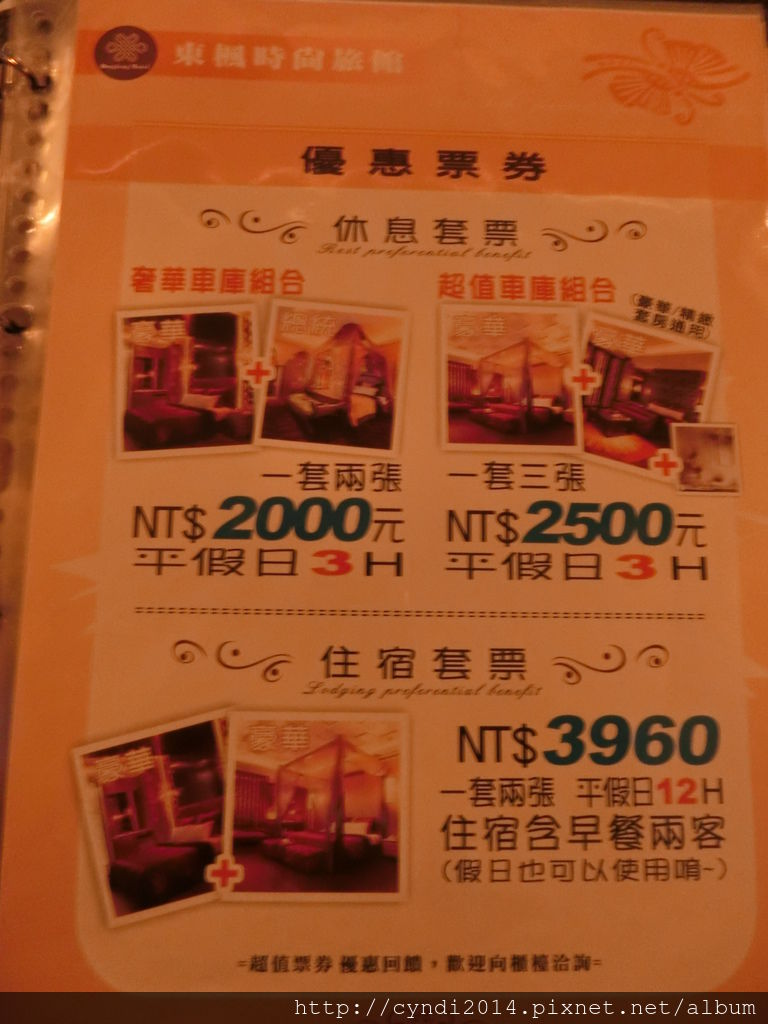 東楓時尚旅館
優惠票券
休息套票
Rest preferential benefit
奢華車庫組合
超值車庫組合
(豪華/精緻
套房適用)
豪華
總統
豪華
豪華
一套兩張
NT$2000元
平假日3H
一套三張
NT$2500元
平假日3H
住宿套票
Lodging preferential benefit
豪華
豪華
NT$3960
一套兩張 平假日12H
住宿含早餐兩客
(假日也可以使用唷~)
=超值票券 優惠回饋，歡迎向櫃檯洽詢=
http://cyndi2014.pixnet.net/album